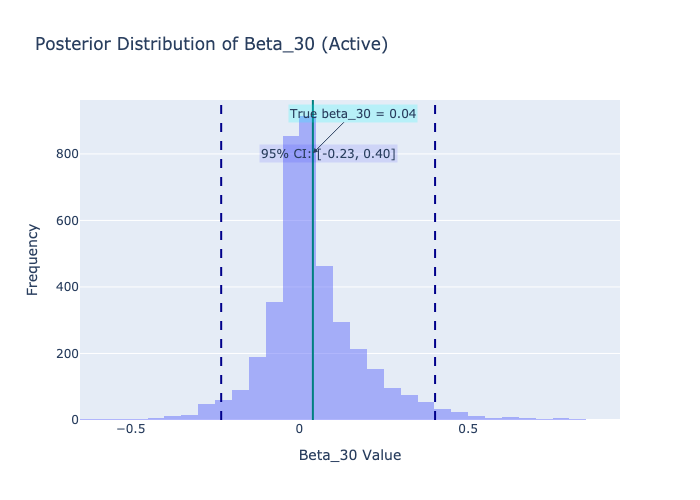 Posterior Distribution of Beta_30 (Active)
True beta_30 = 0.04
95% CI: [-0.23, 0.40]
800
600
400
200
0
Frequency
−0.5
0
0.5
Beta_30 Value